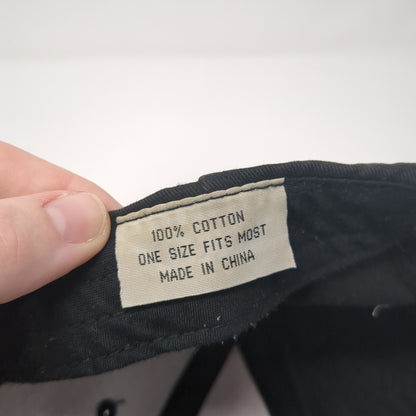 100% COTTON
ONE SIZE FITS MOST
MADE IN CHINA